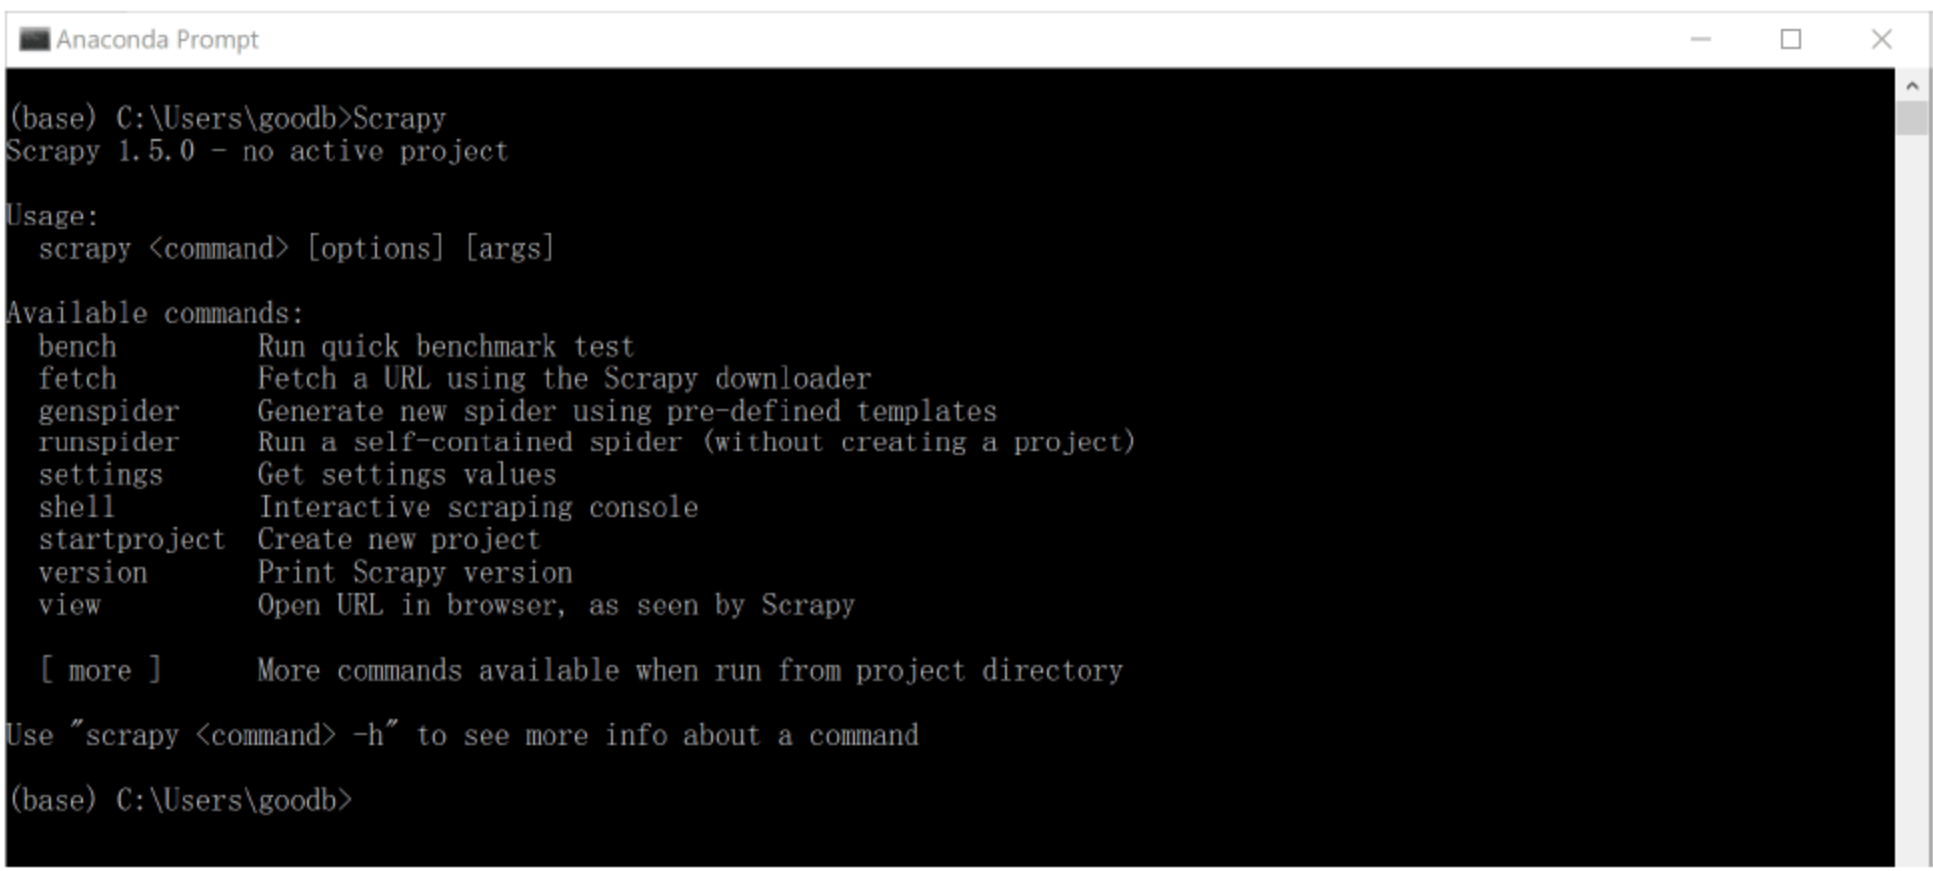 Anaconda Prompt
(base) C:\Users\goodb>Scrapy
Scrapy 1.5.0 - no active project
Usage:
scrapy <command> [options] [args]
Available commands:
bench Run quick benchmark test
fetch Fetch a URL using the Scrapy downloader
genspider Generate new spider using pre-defined templates
runspider Run a self-contained spider (without creating a project)
settings Get settings values
shell Interactive scraping console
startproject Create new project
version Print Scrapy version
view Open URL in browser, as seen by Scrapy
[ more ] More commands available when run from project directory
Use "scrapy <command> -h" to see more info about a command
(base) C:\Users\goodb>